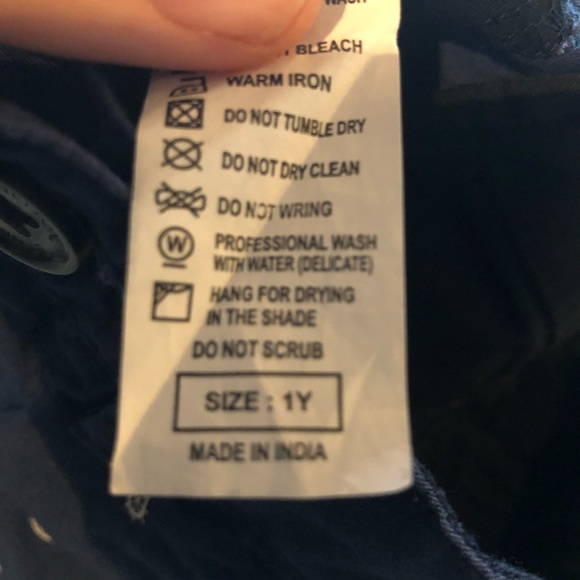 WASH
BLEACH
WARM IRON
DO NOT TUMBLE DRY
DO NOT DRY CLEAN
DO NOT WRING
W PROFESSIONAL WASH
WITH WATER (DELICATE)
HANG FOR DRYING
IN THE SHADE
DO NOT SCRUB
SIZE : 1Y
MADE IN INDIA